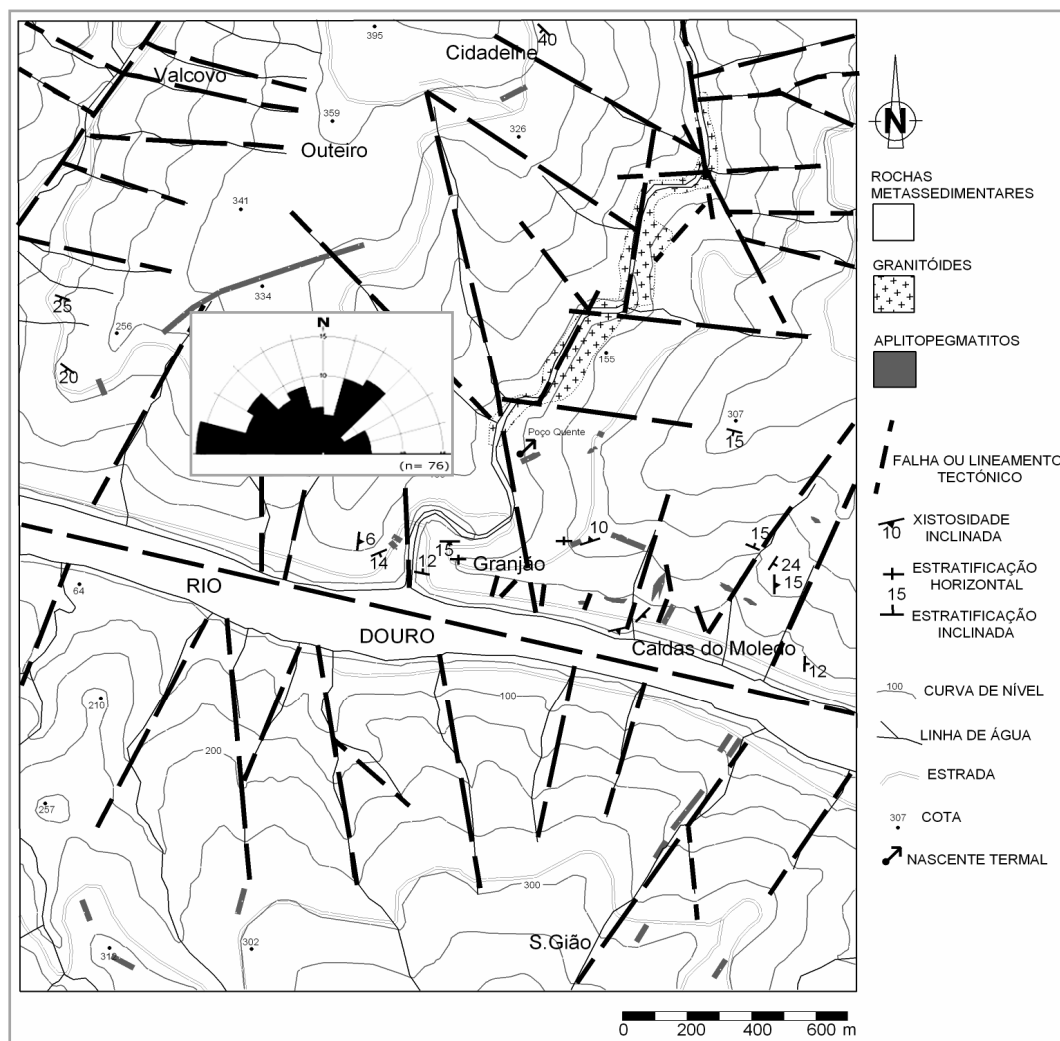 395
Cidadelhe
40
Valcovo
359
326
Outeiro
341
334
25
256
20
N
15
10
(n= 76)
155
307
15
Poço Quente
6
14
15
12
10
Granjão
15
24
15
12
RIO
DOURO
Caldas do Moledo
64
100
210
200
257
300
302
S.Gião
N
ROCHAS
METASSEDIMENTARES
GRANITÓIDES
APLITOPEGMATITOS
FALHA OU LINEAMENTO
TECTÓNICO
XISTOSIDADE
INCLINADA
10
ESTRATIFICAÇÃO
HORIZONTAL
15
ESTRATIFICAÇÃO
INCLINADA
100
CURVA DE NÍVEL
LINHA DE ÁGUA
ESTRADA
307
COTA
NASCENTE TERMAL
0 200 400 600 m